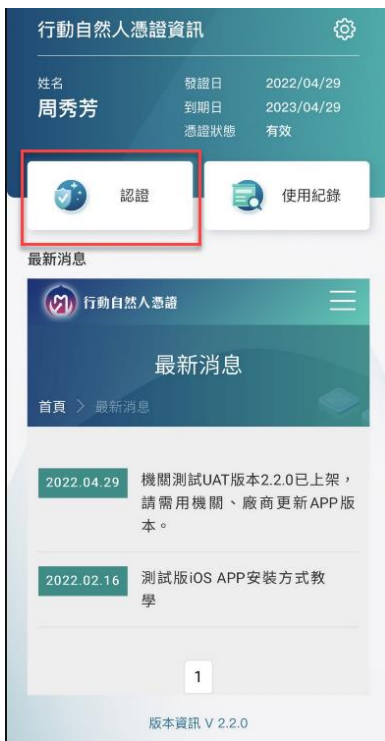 行動自然人憑證資訊
姓名
周秀芳
發證日 2022/04/29
到期日 2023/04/29
憑證狀態 有效
認證
使用紀錄
最新消息
行動自然人憑證
最新消息
首頁 > 最新消息
2022.04.29 機關測試UAT版本2.2.0已上架，
請需用機關、廠商更新APP版
本。
2022.02.16 測試版iOS APP安裝方式教
學
1
版本資訊 V 2.2.0